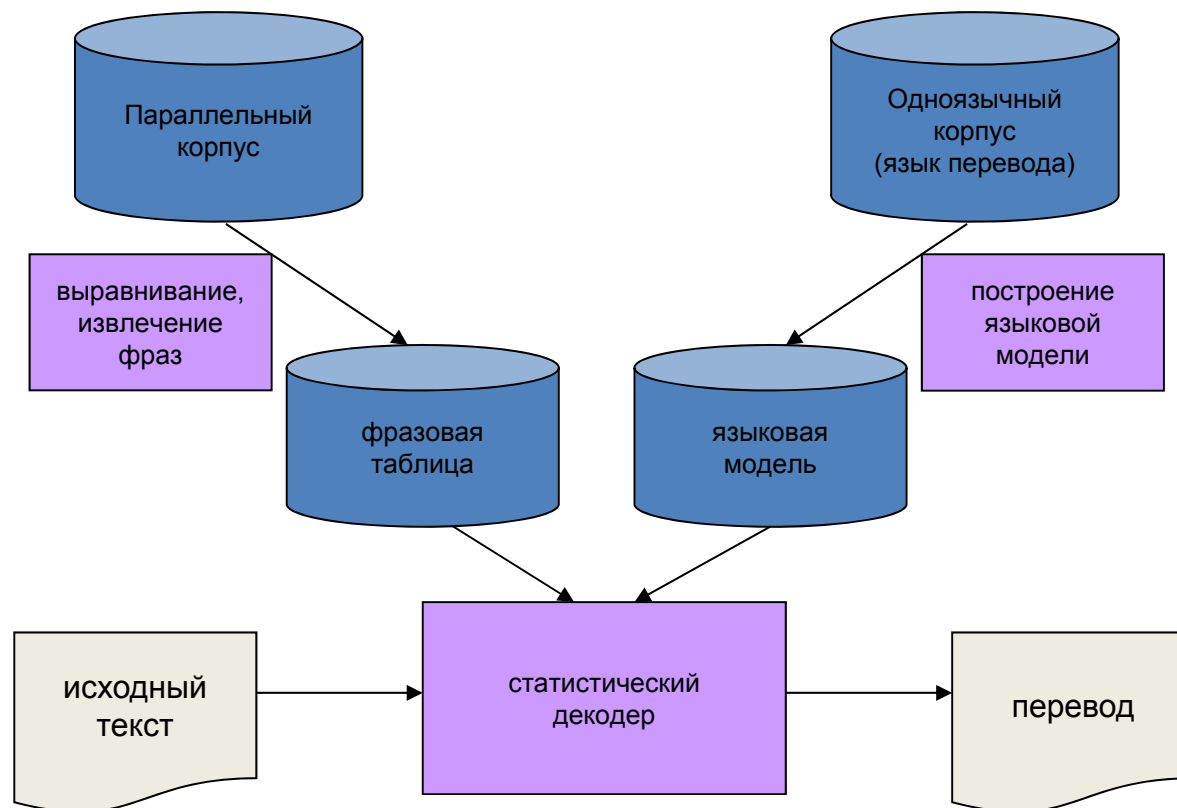 Параллельный
корпус
Одноязычный
корпус
(язык перевода)
выравнивание,
извлечение
фраз
построение
языковой
модели
фразовая
таблица
языковая
модель
исходный
текст
статистический
декодер
перевод